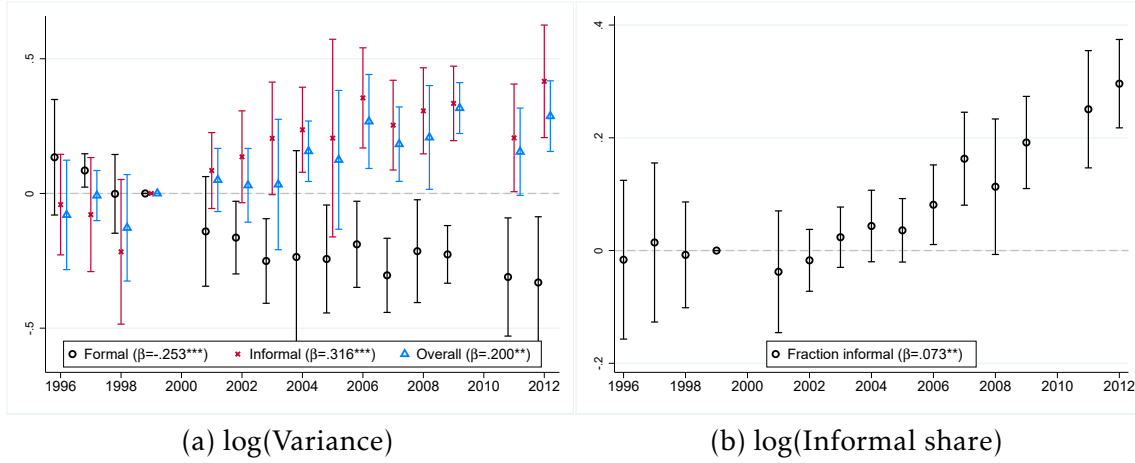 .5
0
-.5
Formal (β=-.253***) Informal (β=.316***) Overall (β=.200**)
1996 1998 2000 2002 2004 2006 2008 2010 2012
(a) log(Variance)
.4
.2
0
-.2
Fraction informal (β=.073**)
1996 1998 2000 2002 2004 2006 2008 2010 2012
(b) log(Informal share)